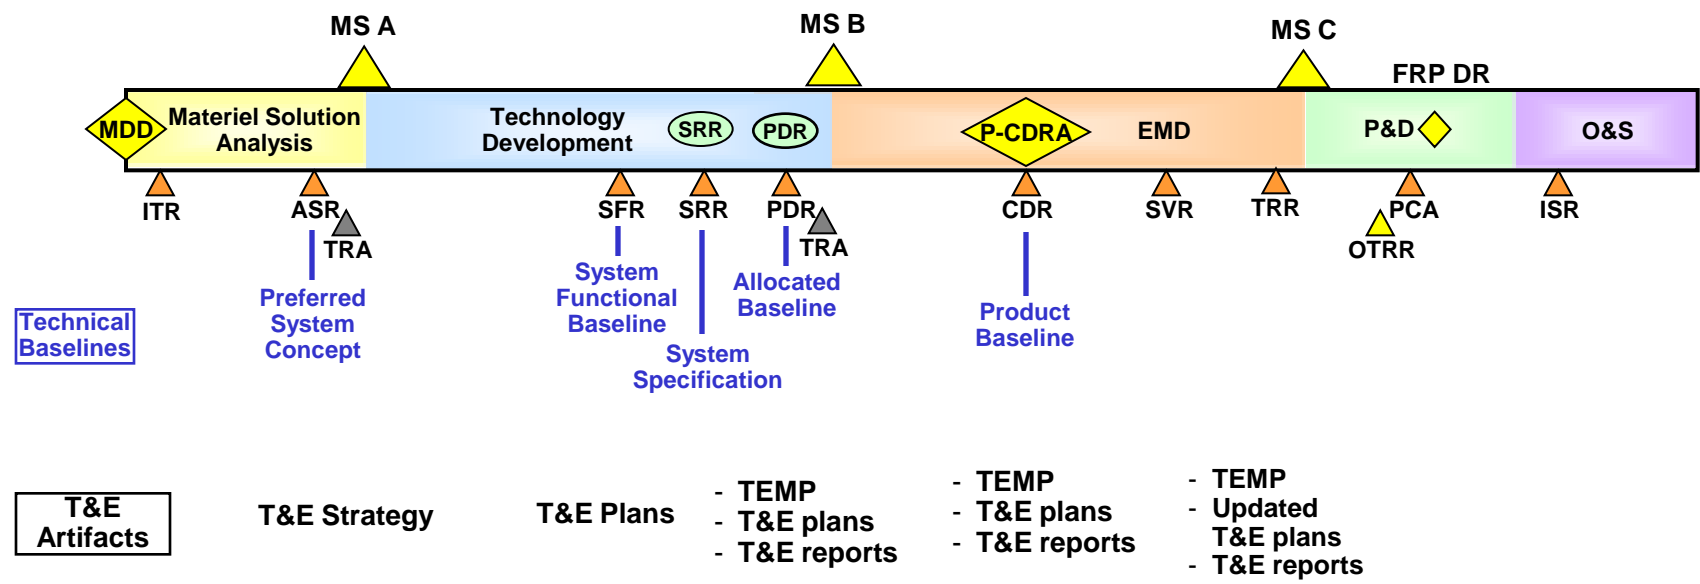 MS A
MS B
MS C
FRP DR
MDD
Materiel Solution
Analysis
Technology
Development
SRR
PDR
P-CDRA
EMD
P&D
O&S
ITR
ASR
TRA
SFR
SRR
PDR
TRA
CDR
SVR
TRR
PCA
OTRR
ISR
Technical
Baselines
Preferred
System
Concept
System
Functional
Baseline
System
Specification
Allocated
Baseline
Product
Baseline
T&E
Artifacts
T&E Strategy
T&E Plans
- TEMP
- T&E plans
- T&E reports
- TEMP
- T&E plans
- T&E reports
- TEMP
- Updated
T&E plans
- T&E reports